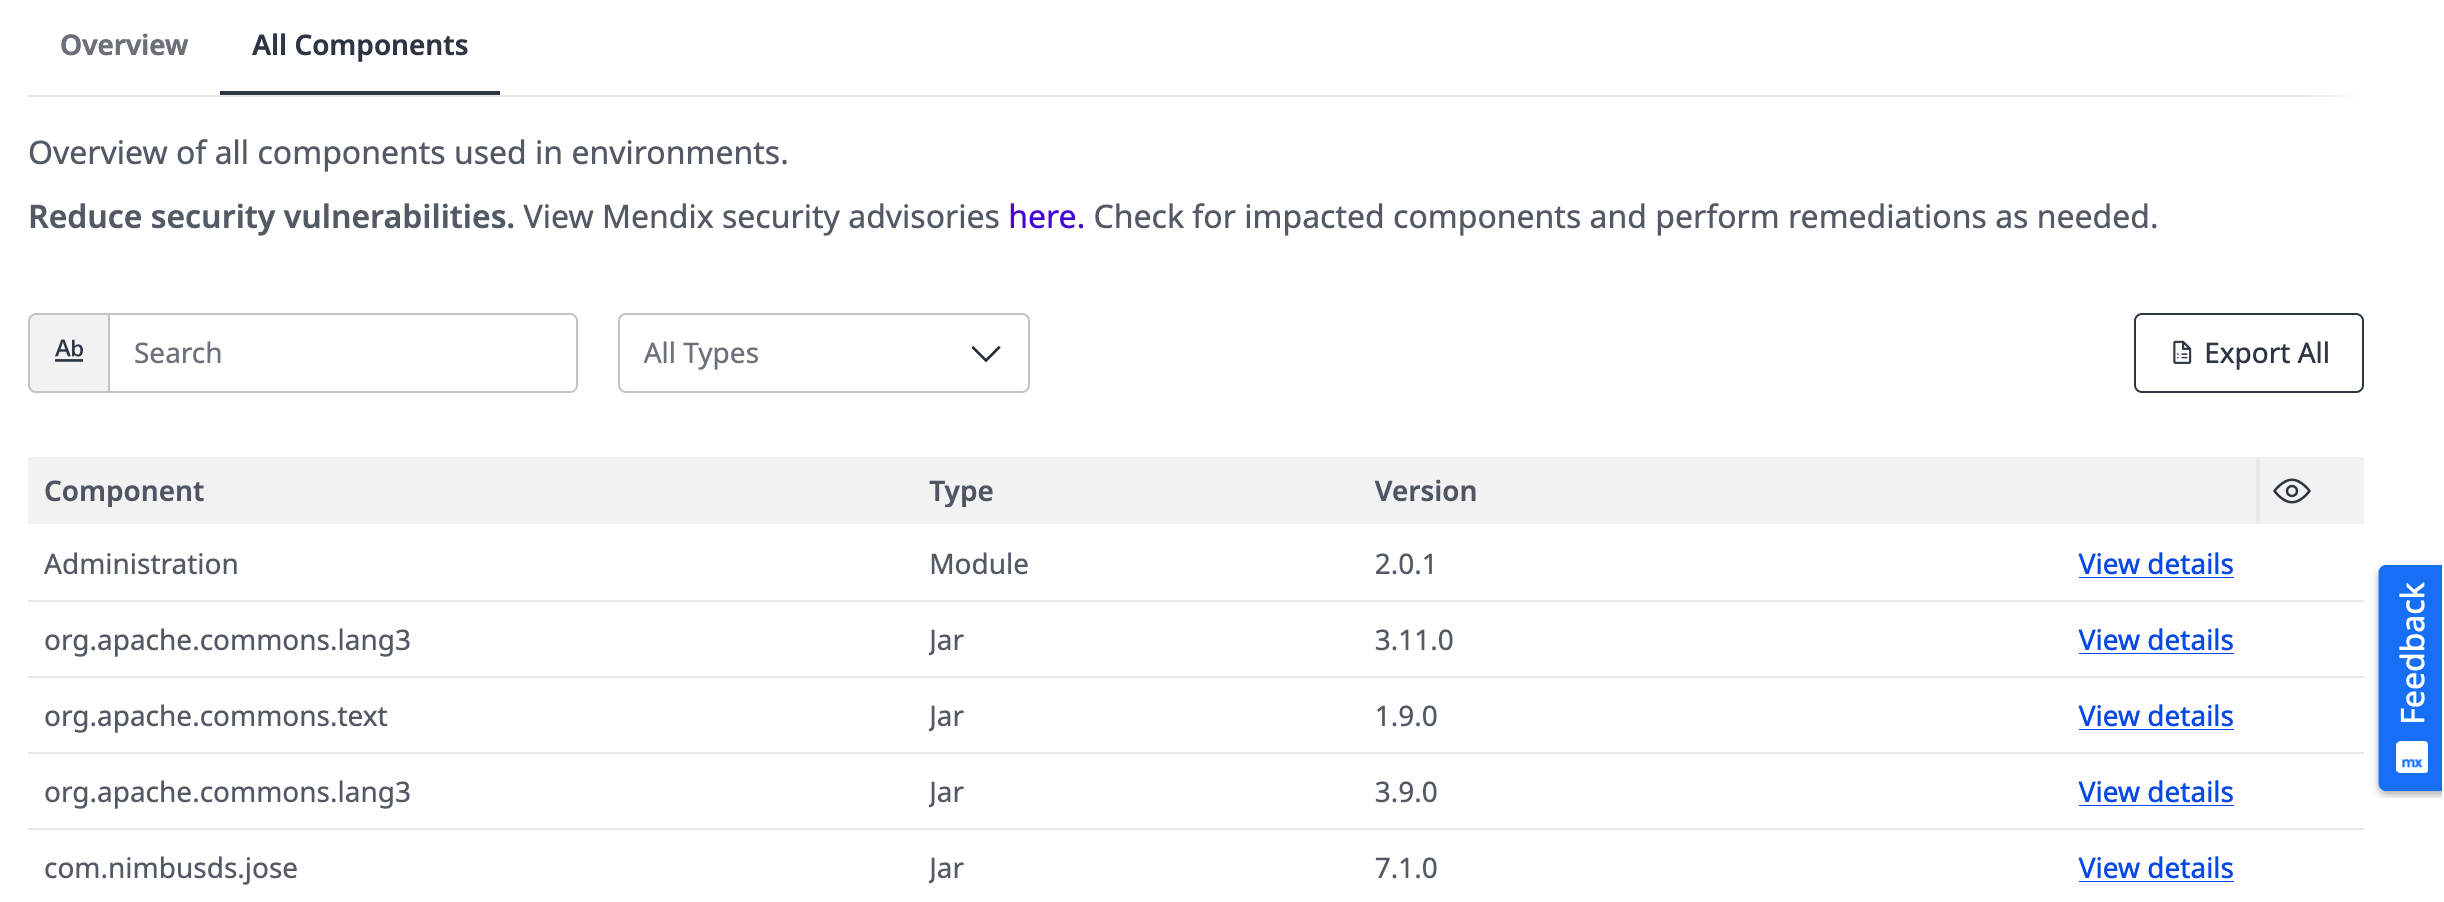 Overview All Components
Overview of all components used in environments.
Reduce security vulnerabilities. View Mendix security advisories here. Check for impacted components and perform remediations as needed.
Ab Search All Types Export All
Component Type Version
Administration Module 2.0.1 View details
org.apache.commons.lang3 Jar 3.11.0 View details
org.apache.commons.text Jar 1.9.0 View details
org.apache.commons.lang3 Jar 3.9.0 View details
com.nimbusds.jose Jar 7.1.0 View details
Feedback
mx